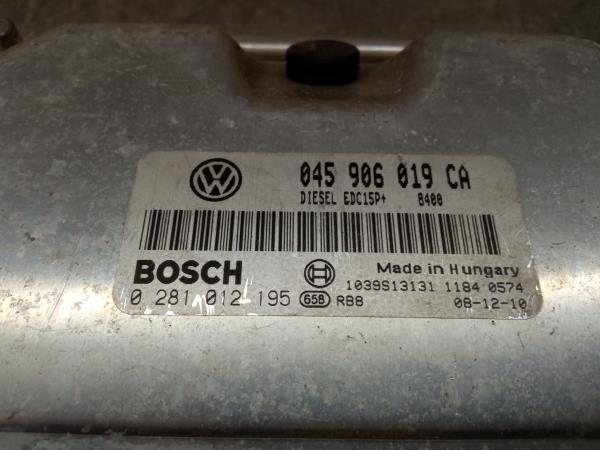 045 906 019 CA
DIESEL EDC15P+ 8400
BOSCH
Made in Hungary
1039S13131 1184 0574
0 281 012 195 658 RBB 08-12-10